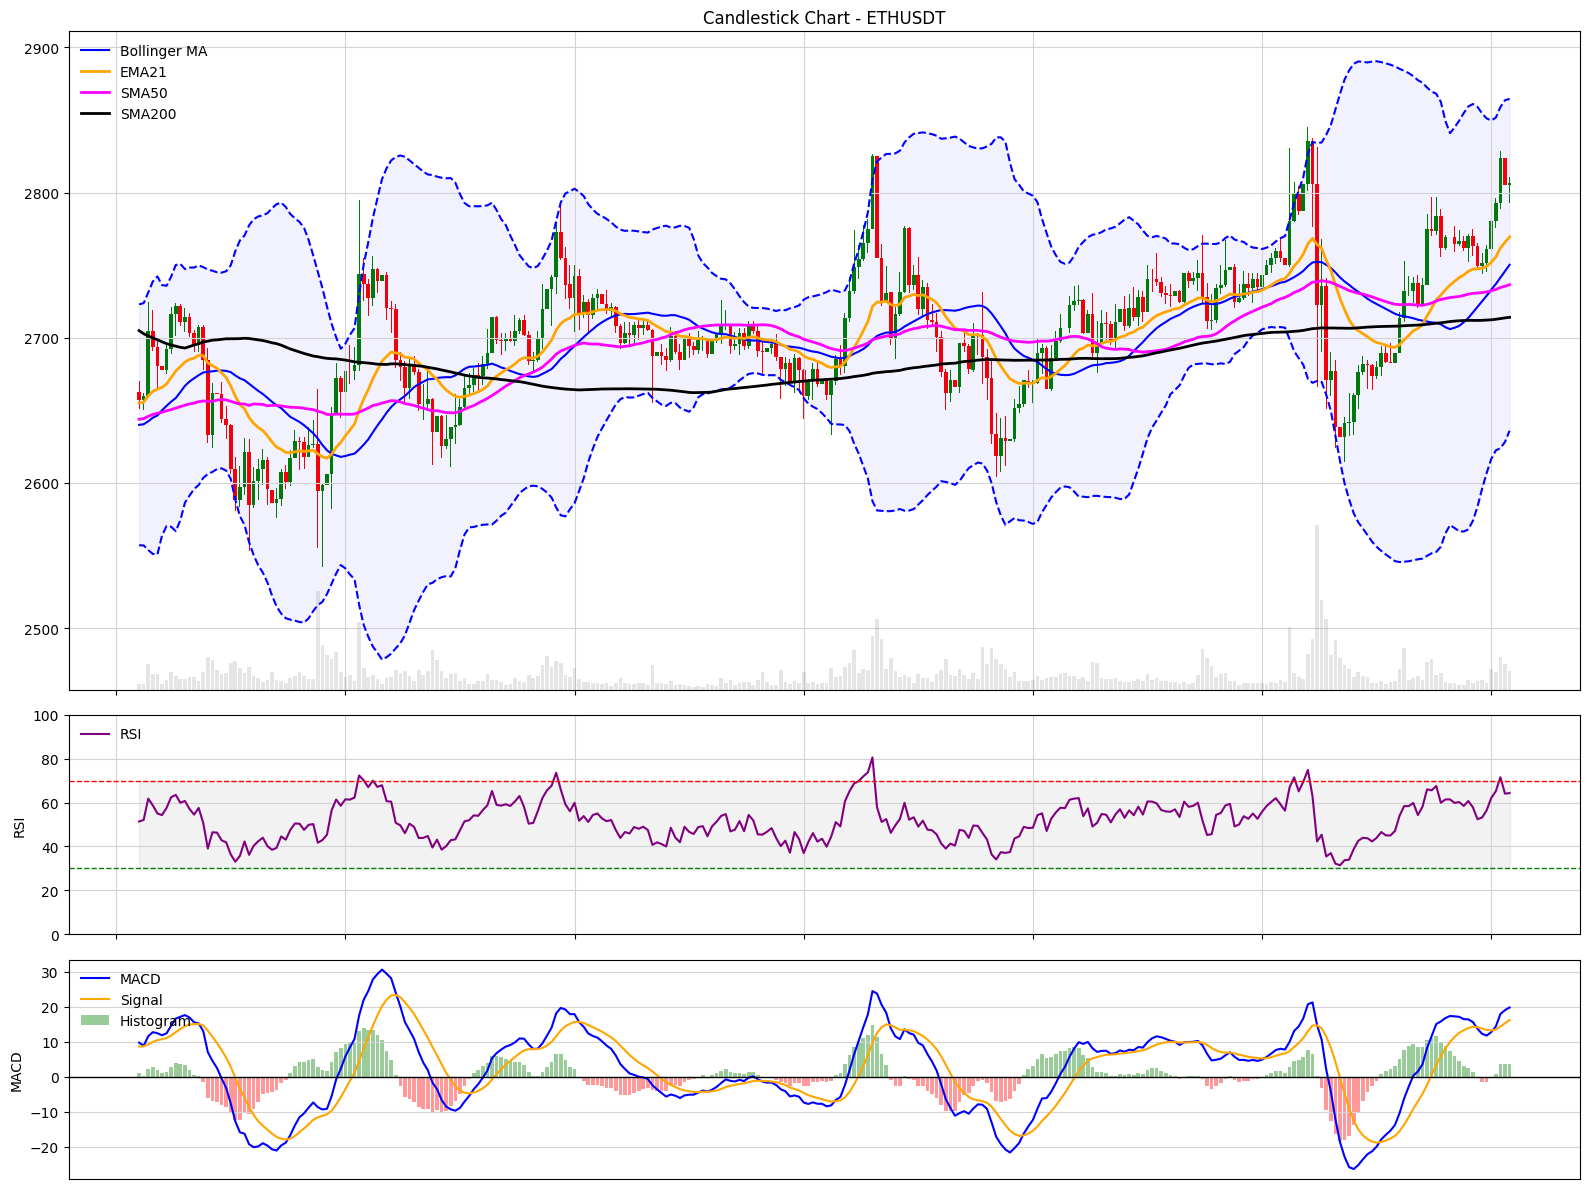 Candlestick Chart - ETHUSDT
2900
2800
2700
2600
2500
Bollinger MA
EMA21
SMA50
SMA200
100
80
60
40
20
0
RSI
RSI
30
20
10
0
−10
−20
MACD
MACD
Signal
Histogram